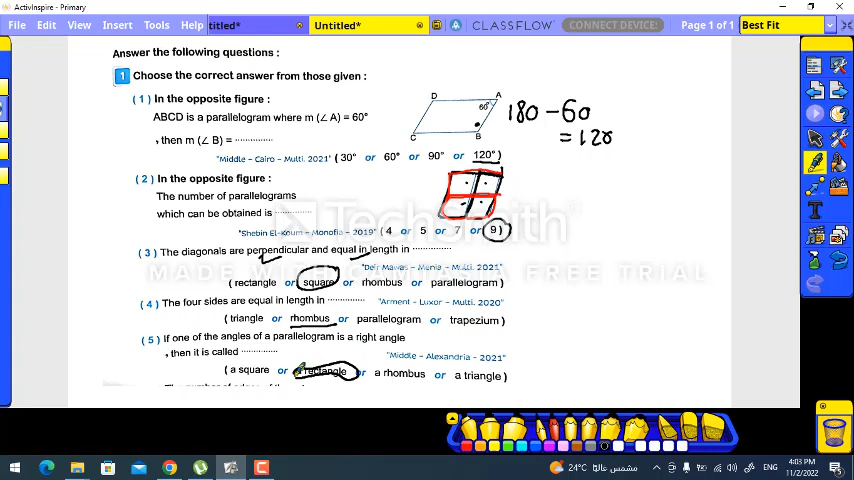 ActivInspire - Primary
File Edit View Insert Tools Help titled* Untitled* CLASSFLOW CONNECT DEVICE: Page 1 of 1 Best Fit
Answer the following questions :
1 Choose the correct answer from those given :
( 1 ) In the opposite figure :
ABCD is a parallelogram where m (∠ A) = 60°
, then m (∠ B) = ..............
"Middle - Cairo - Multi. 2021" ( 30° or 60° or 90° or 120° )
D A
60°
C B
180 - 60
= 120
( 2 ) In the opposite figure :
The number of parallelograms
which can be obtained is .............
"Shebin El-Koum - Monofia - 2019" ( 4 or 5 or 7 or 9 )
TechSmith
MADE WITH CAMTASIA FREE TRIAL
( 3 ) The diagonals are perpendicular and equal in length in ..............
"Deir Mawas - Menia - Multi. 2021"
(rectangle or square or rhombus or parallelogram )
( 4 ) The four sides are equal in length in .............. "Arment - Luxor - Multi. 2020"
(triangle or rhombus or parallelogram or trapezium )
( 5 ) If one of the angles of a parallelogram is a right angle
, then it is called .............. "Middle - Alexandria - 2021"
( a square or rectangle or a rhombus or a triangle )
24°C مشمس غالبًا ENG 4:03 PM
11/2/2022